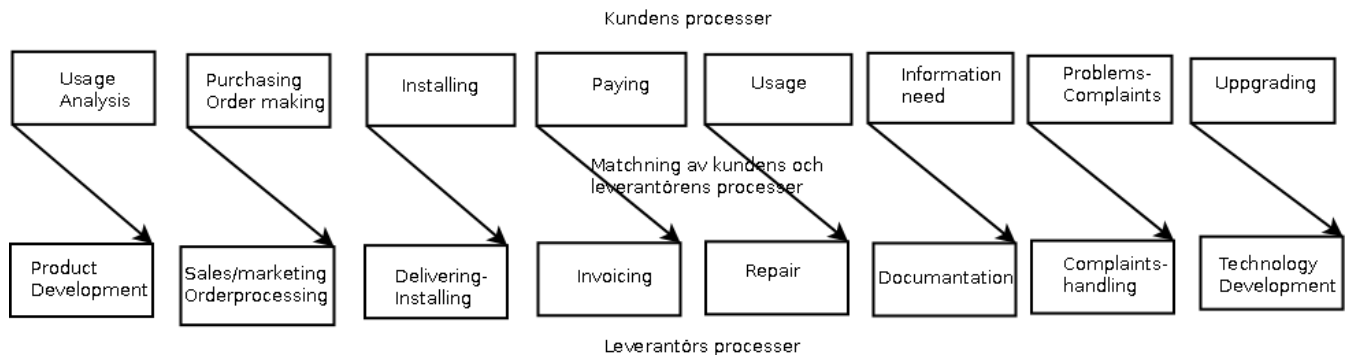 Kundens processer
Usage
Analysis
Purchasing
Order making
Installing
Paying
Usage
Information
need
Problems-
Complaints
Uppgrading
Matchning av kundens och
leverantörens processer
Product
Development
Sales/marketing
Orderprocessing
Delivering-
Installing
Invoicing
Repair
Documantation
Complaints-
handling
Technology
Development
Leverantörs processer